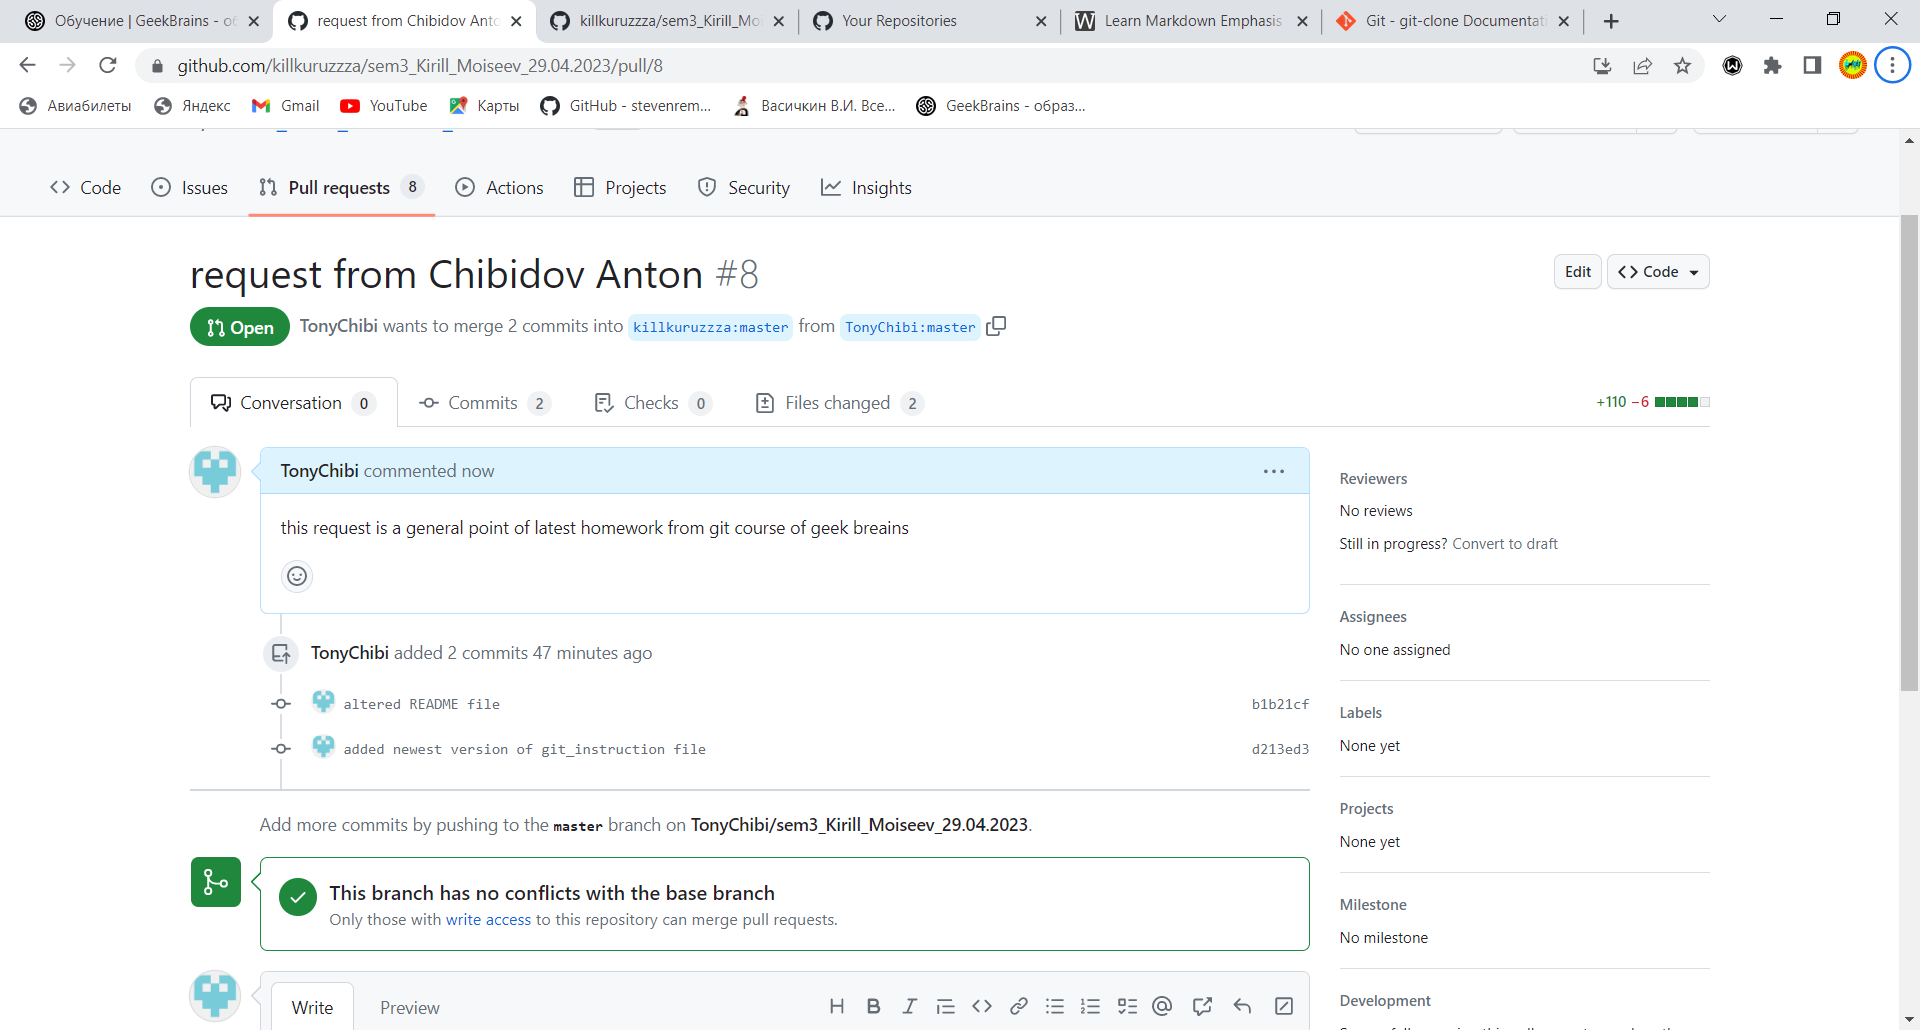 Обучение | GeekBrains - об
request from Chibidov Anto
killkuruzzza/sem3_Kirill_Moi
Your Repositories
Learn Markdown Emphasis
Git - git-clone Documentati
github.com/killkuruzzza/sem3_Kirill_Moiseev_29.04.2023/pull/8
Авиабилеты
Яндекс
Gmail
YouTube
Карты
GitHub - stevenrem...
Васичкин В.И. Все...
GeekBrains - образ...
Code
Issues
Pull requests 8
Actions
Projects
Security
Insights
request from Chibidov Anton #8
Edit
Code
Open
TonyChibi wants to merge 2 commits into killkuruzzza:master from TonyChibi:master
Conversation 0
Commits 2
Checks 0
Files changed 2
+110 −6
TonyChibi commented now
this request is a general point of latest homework from git course of geek breains
TonyChibi added 2 commits 47 minutes ago
altered README file b1b21cf
added newest version of git_instruction file d213ed3
Add more commits by pushing to the master branch on TonyChibi/sem3_Kirill_Moiseev_29.04.2023.
This branch has no conflicts with the base branch
Only those with write access to this repository can merge pull requests.
Write
Preview
Reviewers
No reviews
Still in progress? Convert to draft
Assignees
No one assigned
Labels
None yet
Projects
None yet
Milestone
No milestone
Development